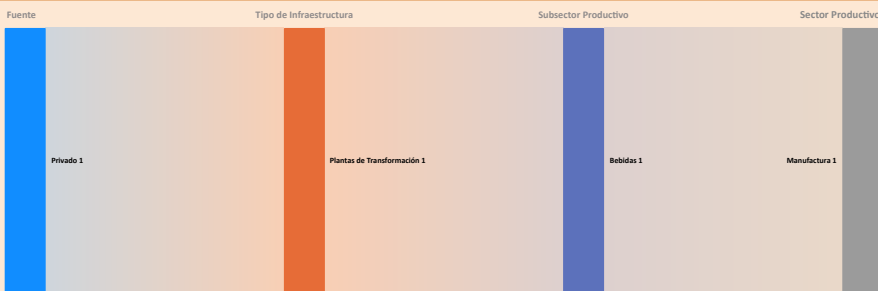 Fuente
Tipo de Infraestructura
Subsector Productivo
Sector Productivo
Privado 1
Plantas de Transformación 1
Bebidas 1
Manufactura 1